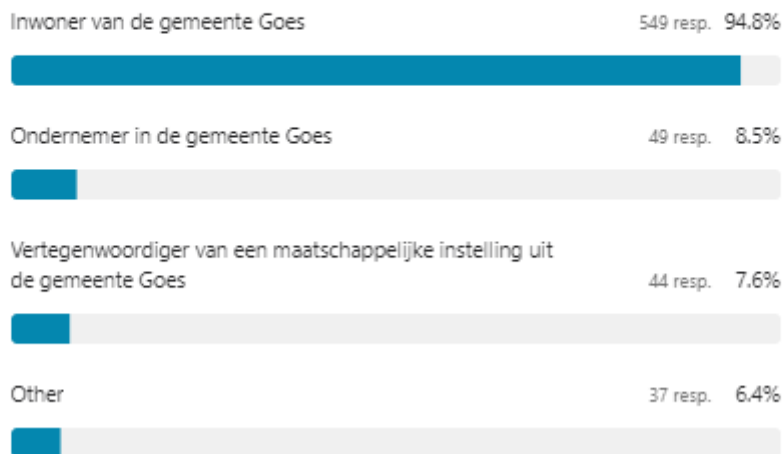 Inwoner van de gemeente Goes 549 resp. 94.8%
Ondernemer in de gemeente Goes 49 resp. 8.5%
Vertegenwoordiger van een maatschappelijke instelling uit
de gemeente Goes 44 resp. 7.6%
Other 37 resp. 6.4%